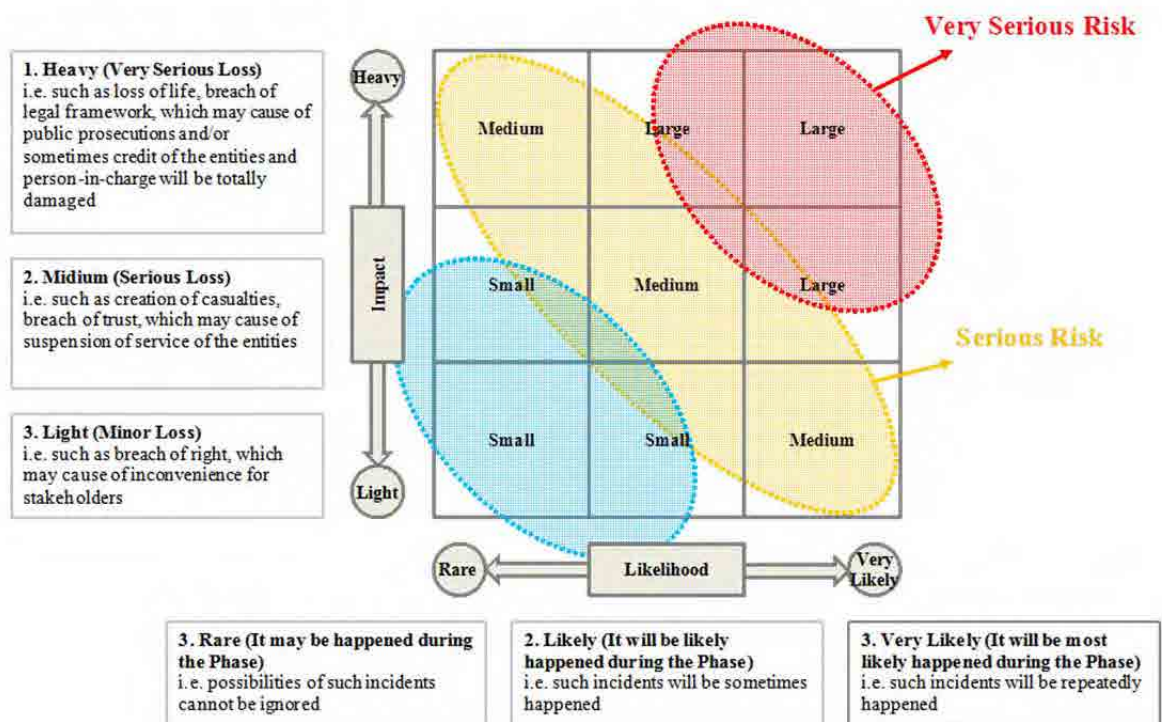 Very Serious Risk
1. Heavy (Very Serious Loss)
i.e. such as loss of life, breach of
legal framework, which may cause of
public prosecutions and/or
sometimes credit of the entities and
person-in-charge will be totally
damaged
Heavy
Medium
Large
Large
2. Midium (Serious Loss)
i.e. such as creation of casualties,
breach of trust, which may cause of
suspension of service of the entities
Impact
Small
Medium
Large
Serious Risk
3. Light (Minor Loss)
i.e. such as breach of right, which
may cause of inconvenience for
stakeholders
Light
Small
Small
Medium
Rare
Likelihood
Very
Likely
3. Rare (It may be happened during
the Phase)
i.e. possibilities of such incidents
cannot be ignored
2. Likely (It will be likely
happened during the Phase)
i.e. such incidents will be sometimes
happened
3. Very Likely (It will be most
likely happened during the Phase)
i.e. such incidents will be repeatedly
happened